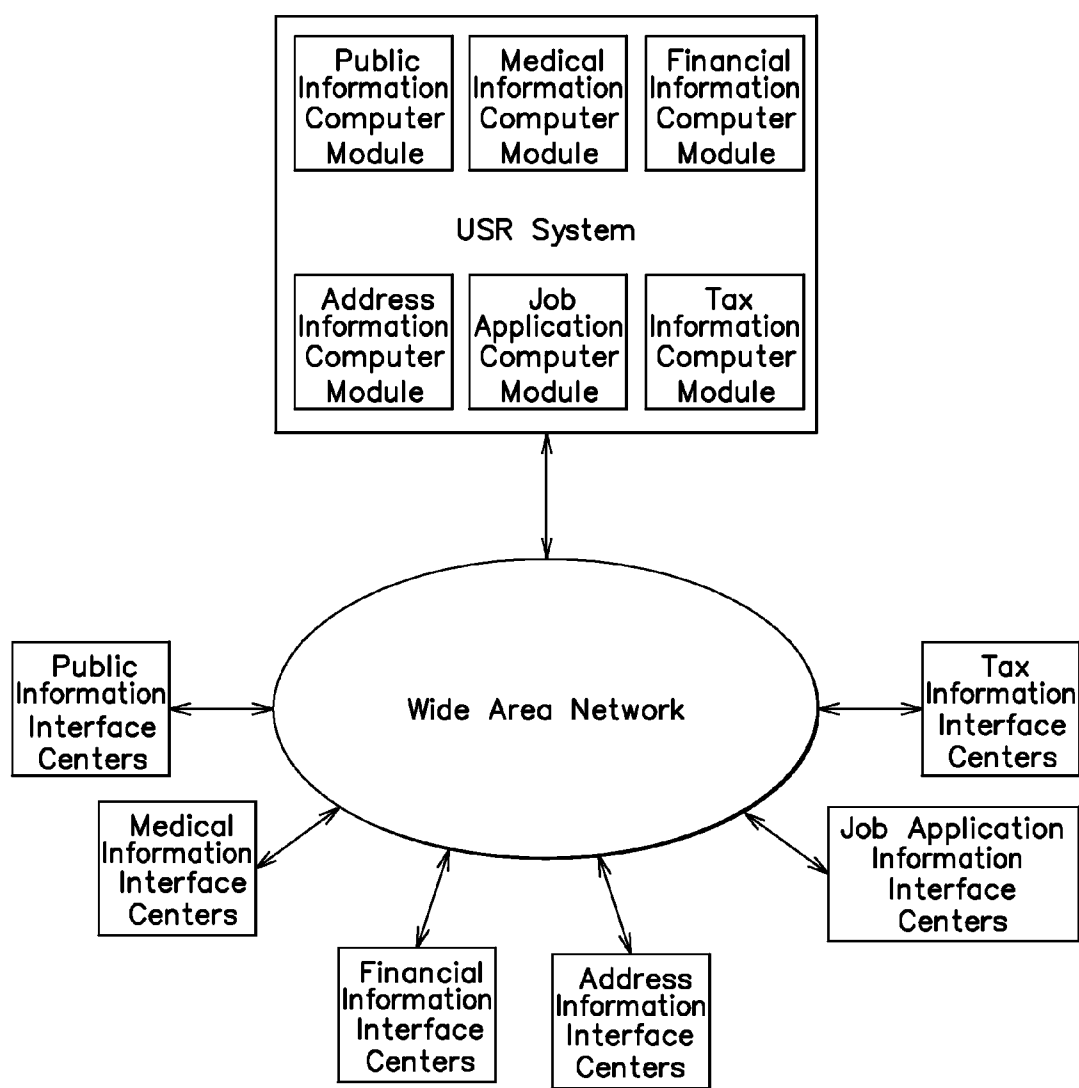 Public
Information
Computer
Module
Medical
Information
Computer
Module
Financial
Information
Computer
Module
USR System
Address
Information
Computer
Module
Job
Application
Computer
Module
Tax
Information
Computer
Module
Wide Area Network
Public
Information
Interface
Centers
Tax
Information
Interface
Centers
Medical
Information
Interface
Centers
Job Application
Information
Interface
Centers
Financial
Information
Interface
Centers
Address
Information
Interface
Centers